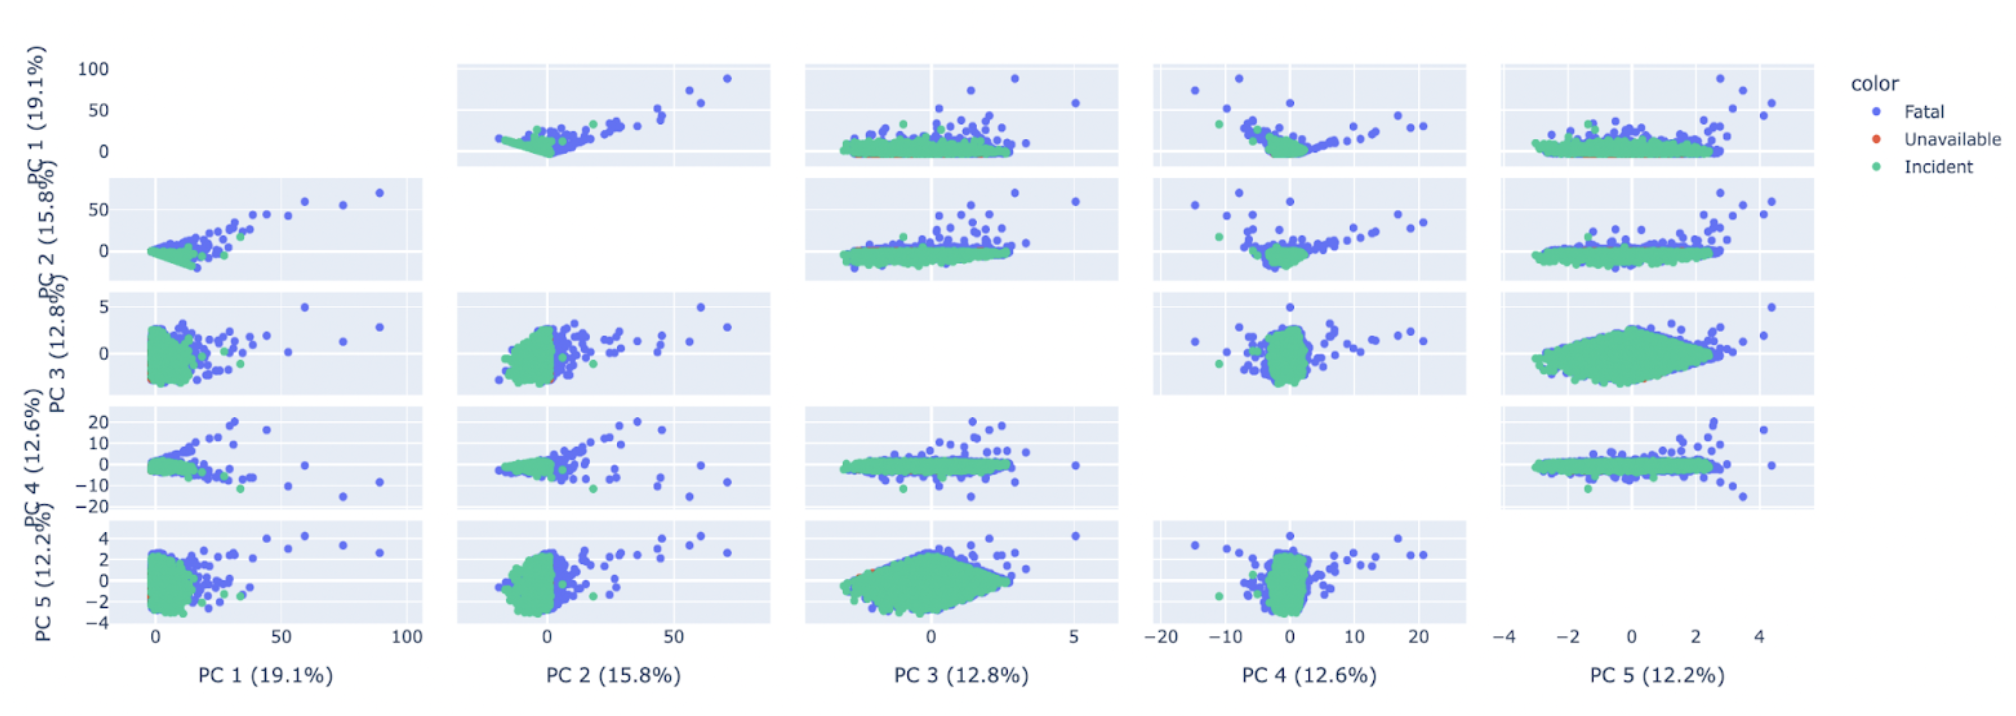 PC 1 (19.1%)
100
50
0
PC 2 (15.8%)
50
0
PC 3 (12.8%)
5
0
PC 4 (12.6%)
20
10
0
−10
−20
PC 5 (12.2%)
4
2
0
−2
−4
0 50 100
0 50
0 5
−20 −10 0 10 20
−4 −2 0 2 4
PC 1 (19.1%)
PC 2 (15.8%)
PC 3 (12.8%)
PC 4 (12.6%)
PC 5 (12.2%)
color
Fatal
Unavailable
Incident